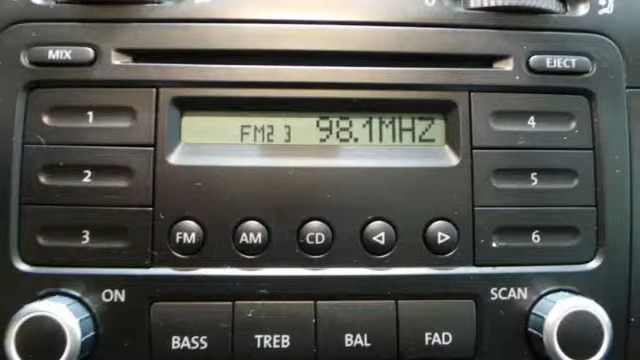 MIX
EJECT
1
4
FM2 3 98.1MHZ
2
5
3
6
FM AM CD
ON
SCAN
BASS TREB BAL FAD